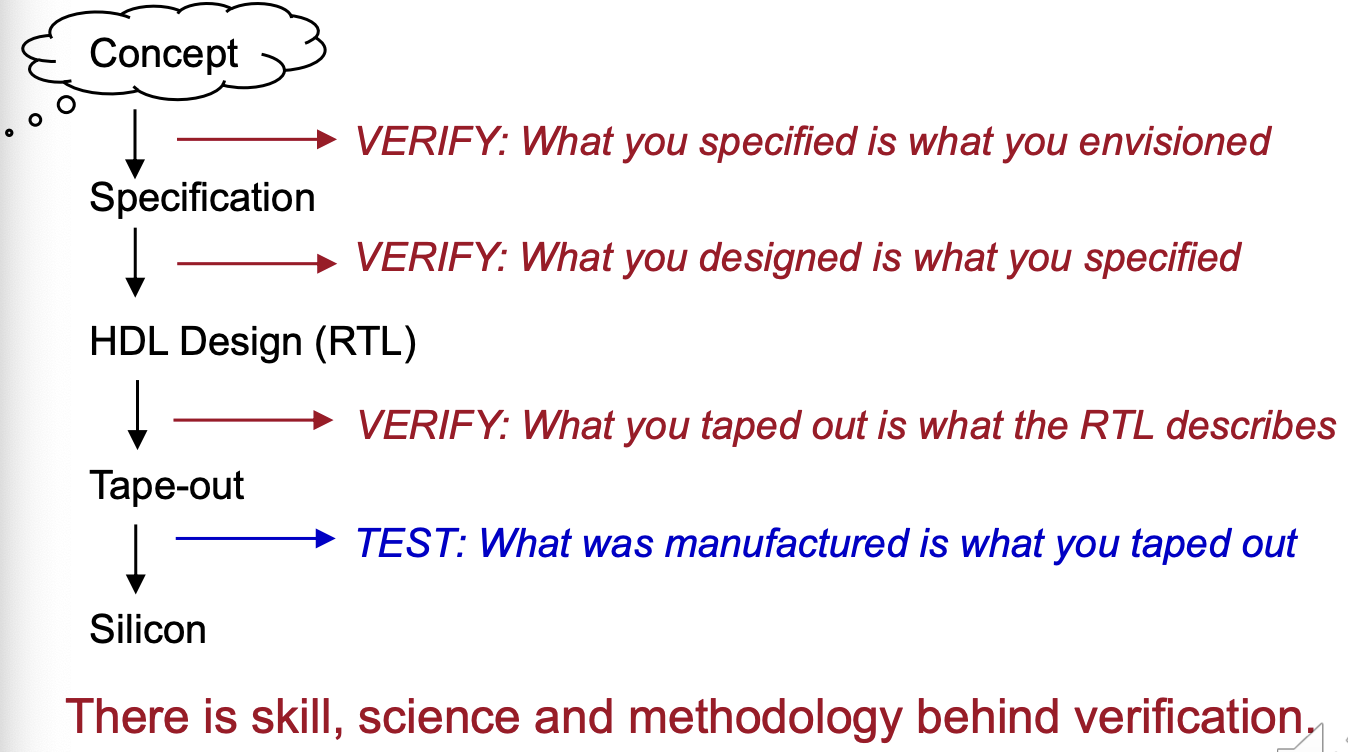 Concept
VERIFY: What you specified is what you envisioned
Specification
VERIFY: What you designed is what you specified
HDL Design (RTL)
VERIFY: What you taped out is what the RTL describes
Tape-out
TEST: What was manufactured is what you taped out
Silicon
There is skill, science and methodology behind verification.